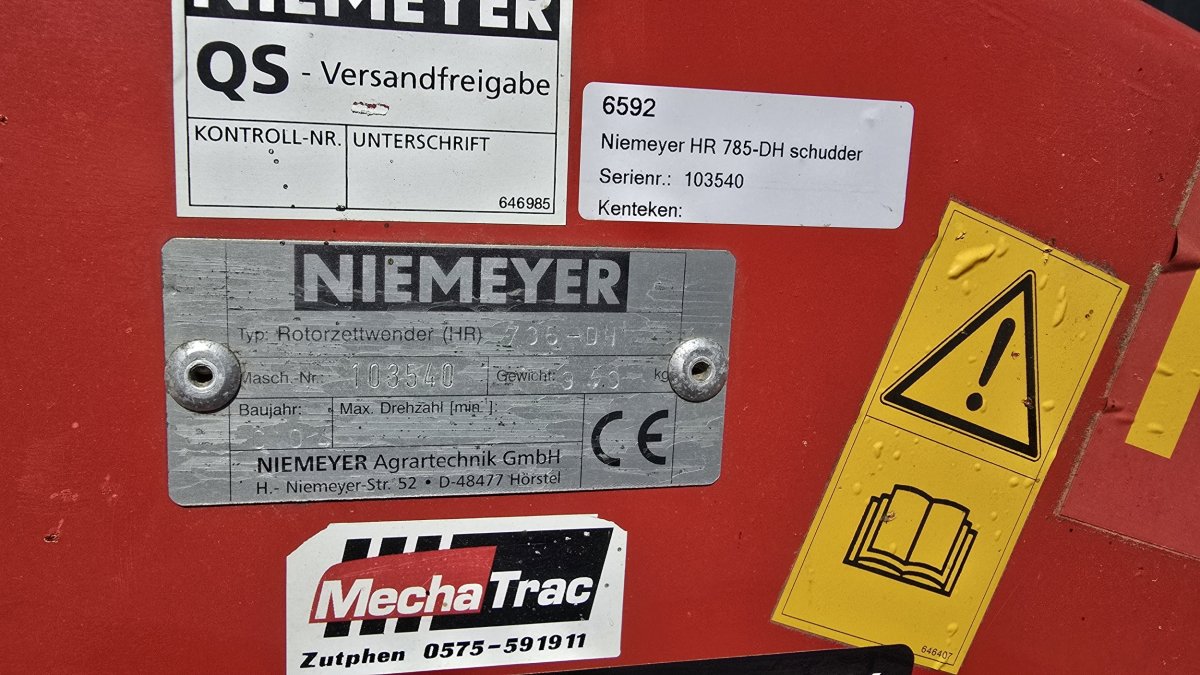 NIEMEYER
QS - Versandfreigabe
KONTROLL-NR. UNTERSCHRIFT
646985
6592
Niemeyer HR 785-DH schudder
Serienr.: 103540
Kenteken:
NIEMEYER
Typ: Rotorzettwender (HR) -DH
Masch.-Nr.: 103540 Gewicht: kg
Baujahr: Max. Drehzahl [min.⁻¹]:
CE
NIEMEYER Agrartechnik GmbH
H.- Niemeyer-Str. 52 • D-48477 Hörstel
MechaTrac
Zutphen 0575-591911
646407